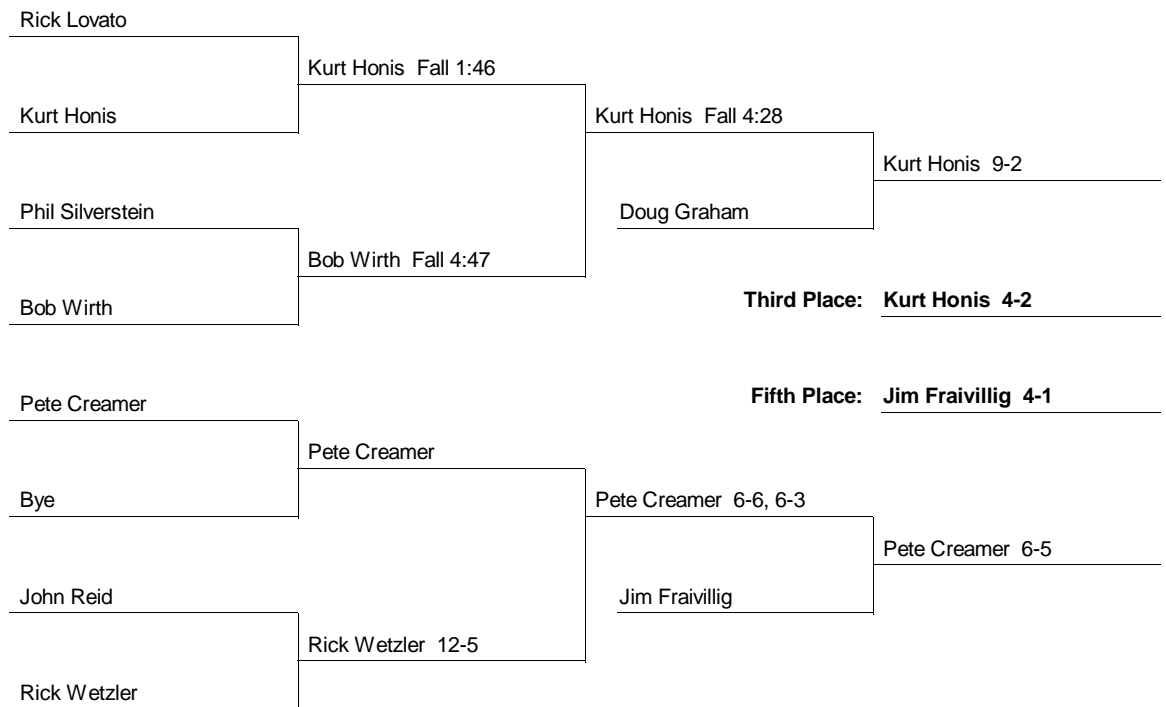 Rick Lovato
Kurt Honis Fall 1:46
Kurt Honis
Kurt Honis Fall 4:28
Kurt Honis 9-2
Phil Silverstein
Doug Graham
Bob Wirth Fall 4:47
Third Place: Kurt Honis 4-2
Bob Wirth
Fifth Place: Jim Fraivillig 4-1
Pete Creamer
Pete Creamer
Bye
Pete Creamer 6-6, 6-3
Pete Creamer 6-5
John Reid
Jim Fraivillig
Rick Wetzler 12-5
Rick Wetzler